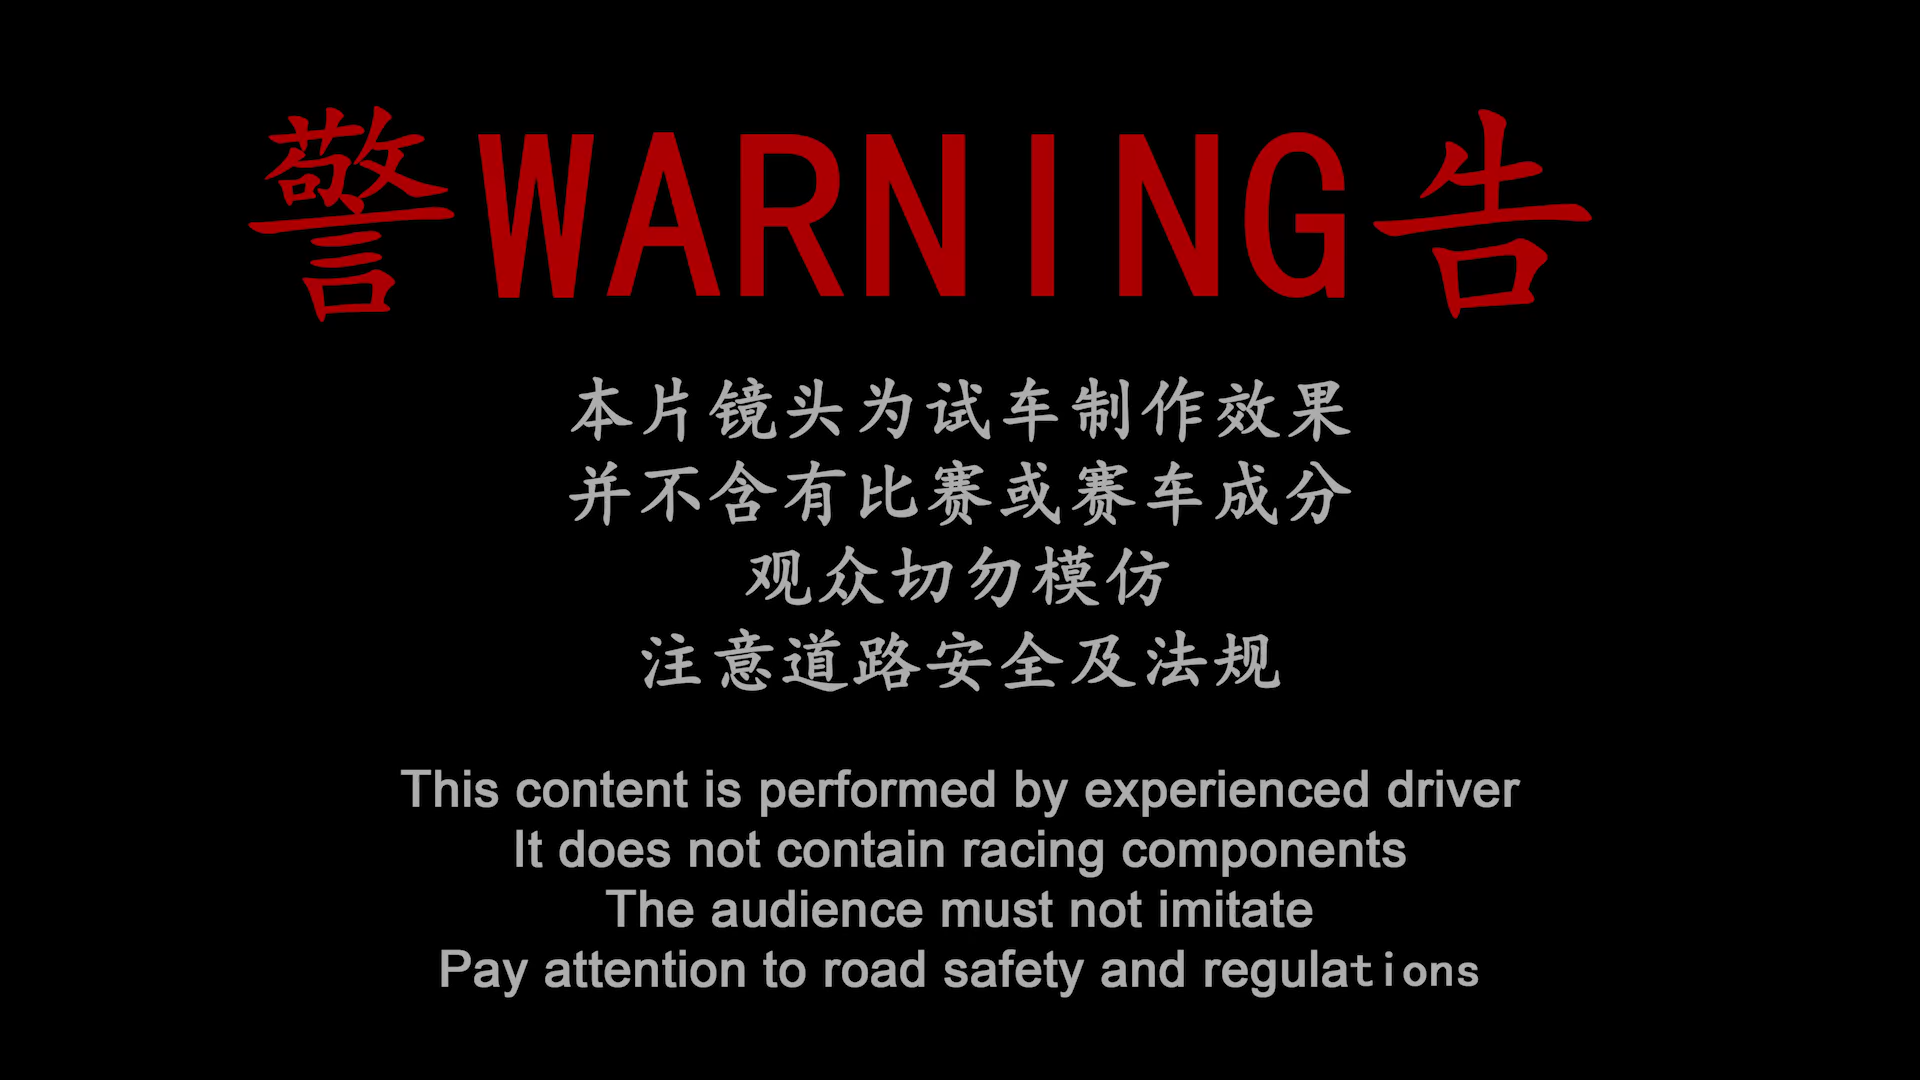 警WARNING告
本片镜头为试车制作效果
并不含有比赛或赛车成分
观众切勿模仿
注意道路安全及法规
This content is performed by experienced driver
It does not contain racing components
The audience must not imitate
Pay attention to road safety and regulations